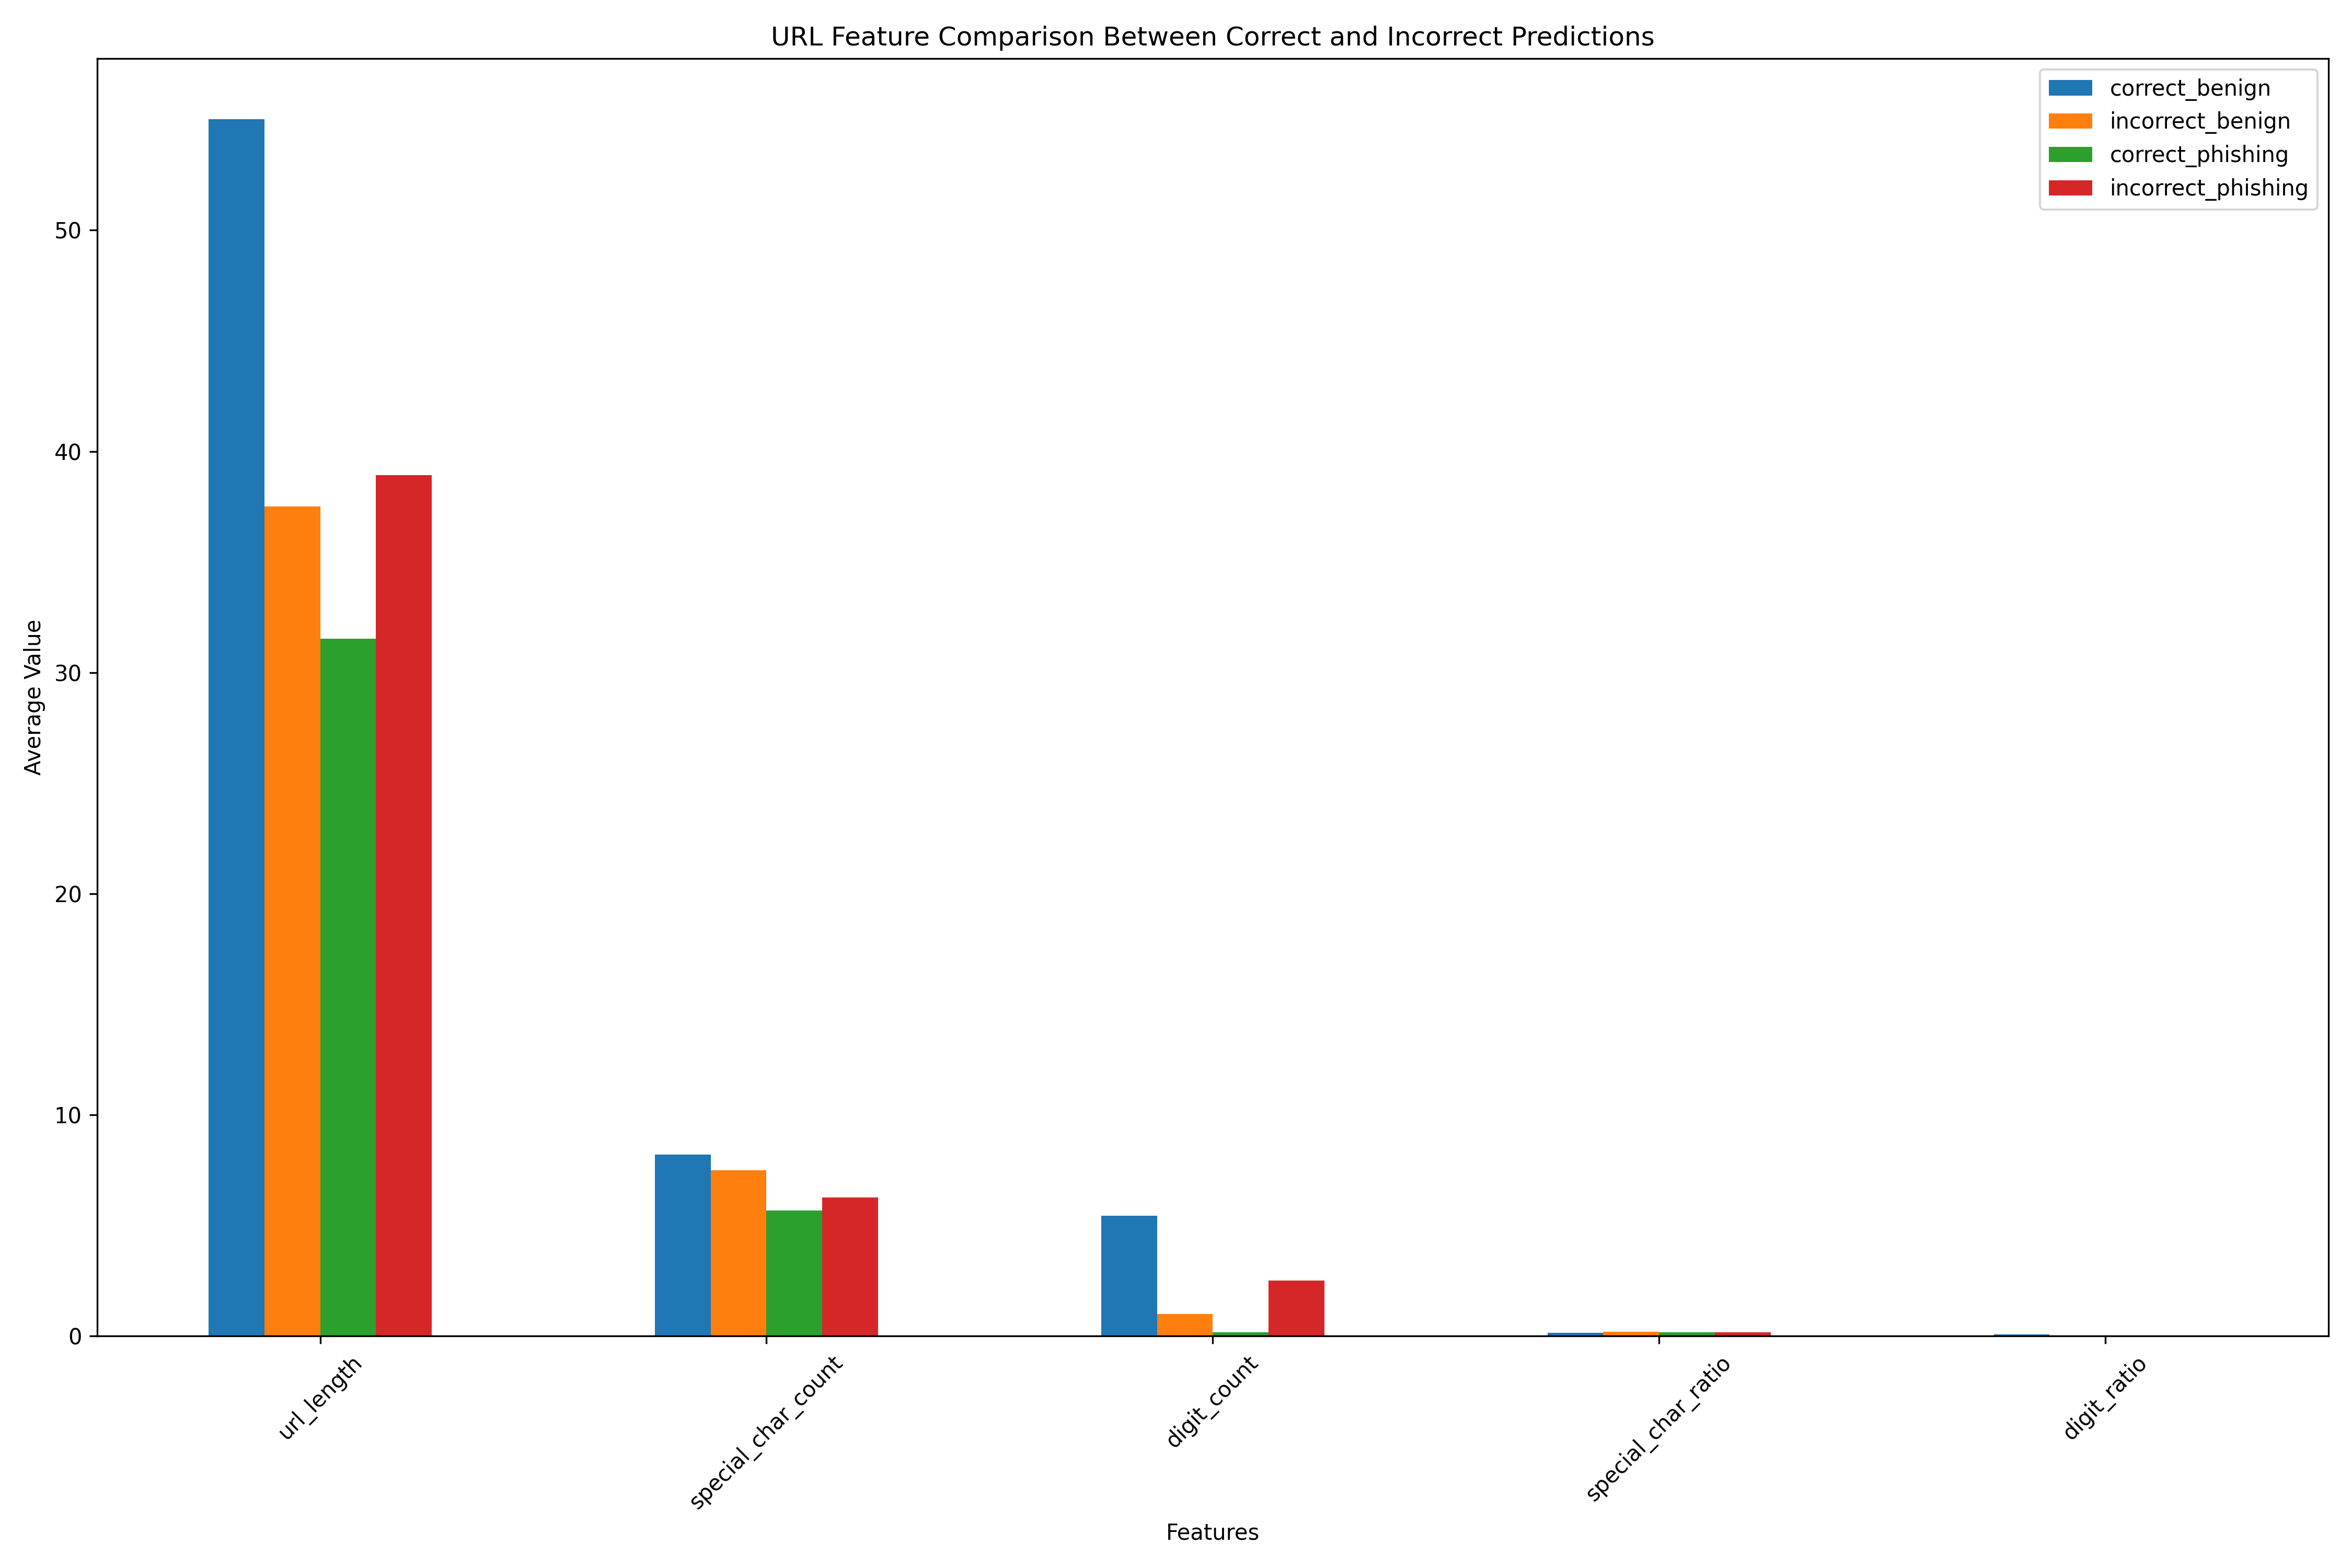 URL Feature Comparison Between Correct and Incorrect Predictions
correct_benign
incorrect_benign
correct_phishing
incorrect_phishing
Average Value
50
40
30
20
10
0
url_length
special_char_count
digit_count
special_char_ratio
digit_ratio
Features